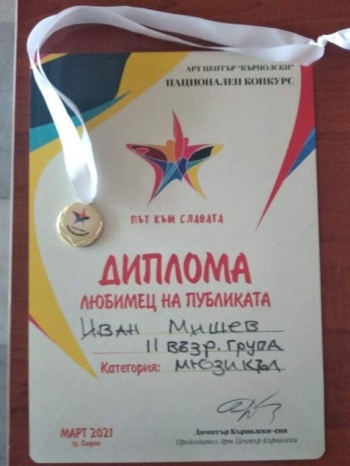 АРТ ЦЕНТЪР "КЪРНОЛСКИ"
НАЦИОНАЛЕН КОНКУРС
ПЪТ КЪМ СЛАВАТА
ДИПЛОМА
ЛЮБИМЕЦ НА ПУБЛИКАТА
ИВАН МИШЕВ
II ВЪЗР. ГРУПА
Категория: МЮЗИКЪЛ
Димитър Кърнолски-син
МАРТ 2021
Председател Арт Център Кърнолски
гр. София